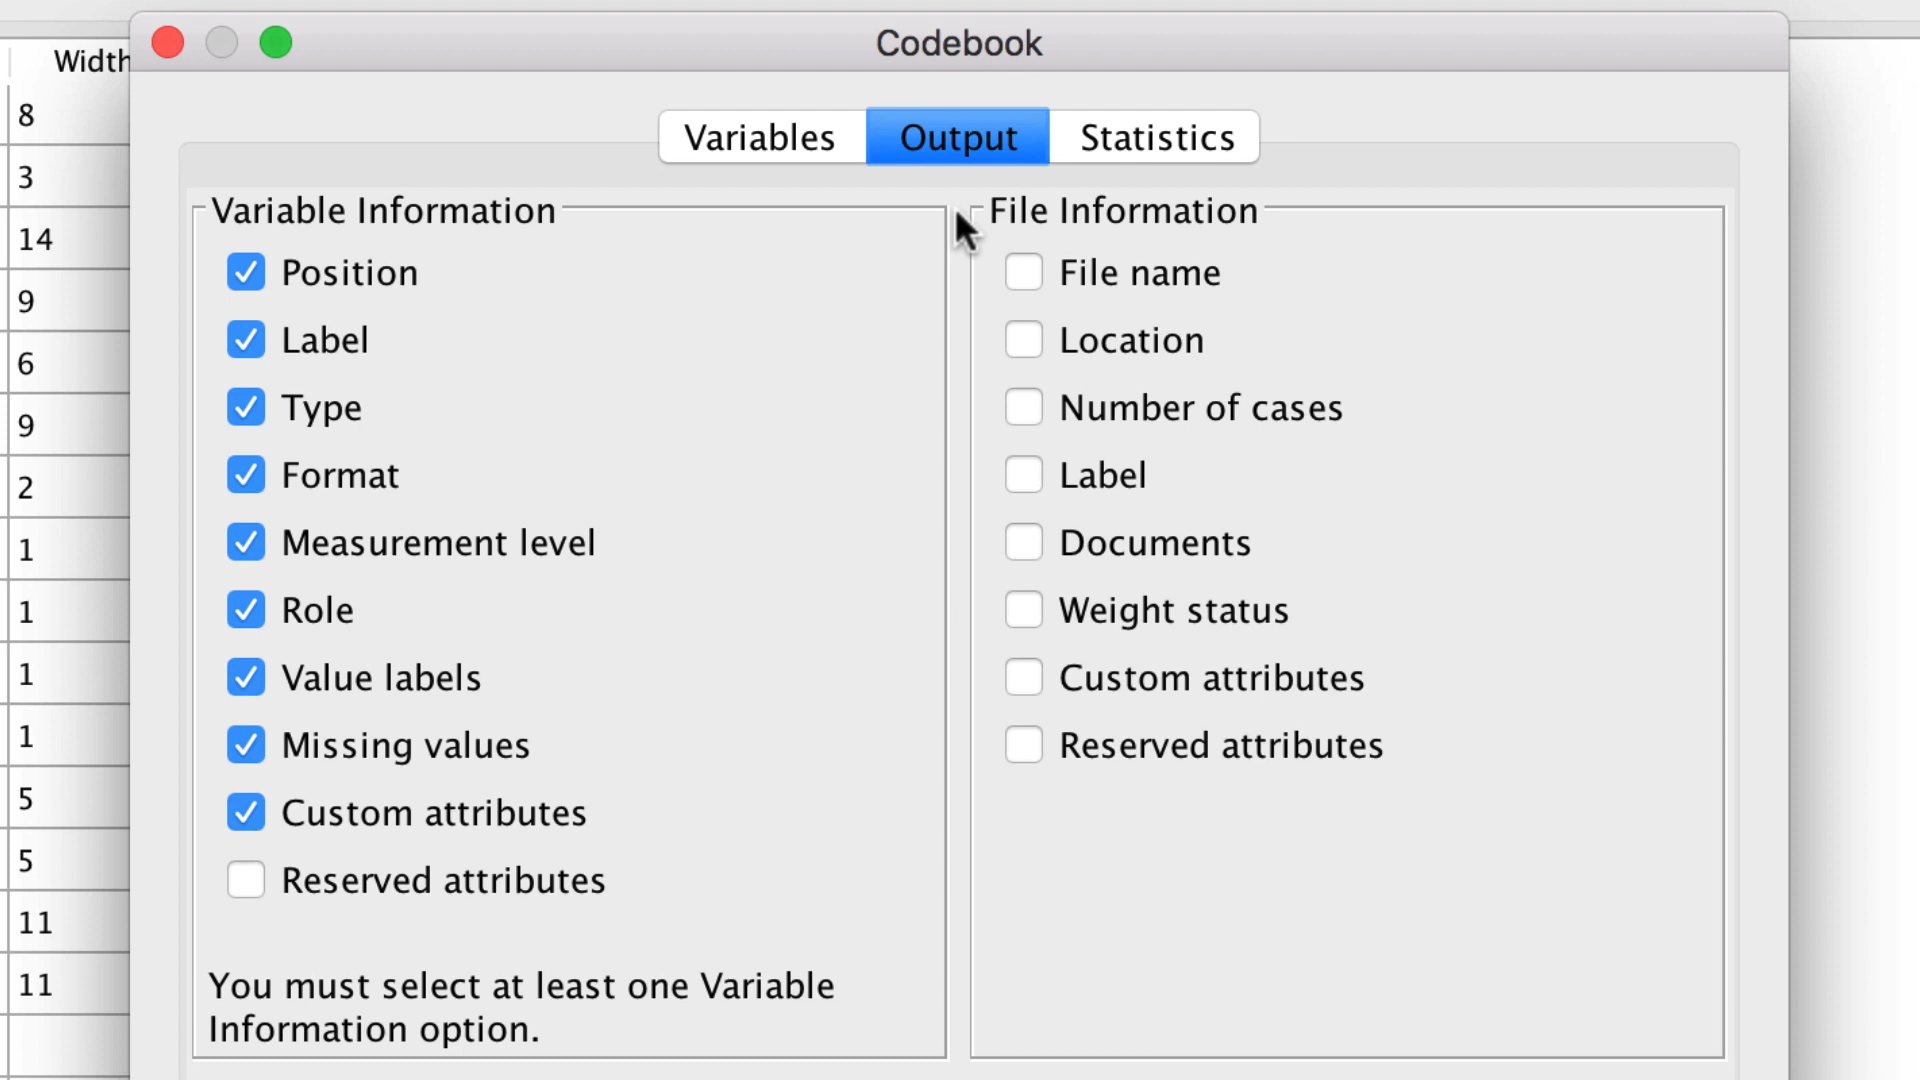 Codebook
Width
8
3
14
9
6
9
2
1
1
1
1
5
5
11
11
Variables Output Statistics
Variable Information
Position
Label
Type
Format
Measurement level
Role
Value labels
Missing values
Custom attributes
Reserved attributes
You must select at least one Variable
Information option.
File Information
File name
Location
Number of cases
Label
Documents
Weight status
Custom attributes
Reserved attributes